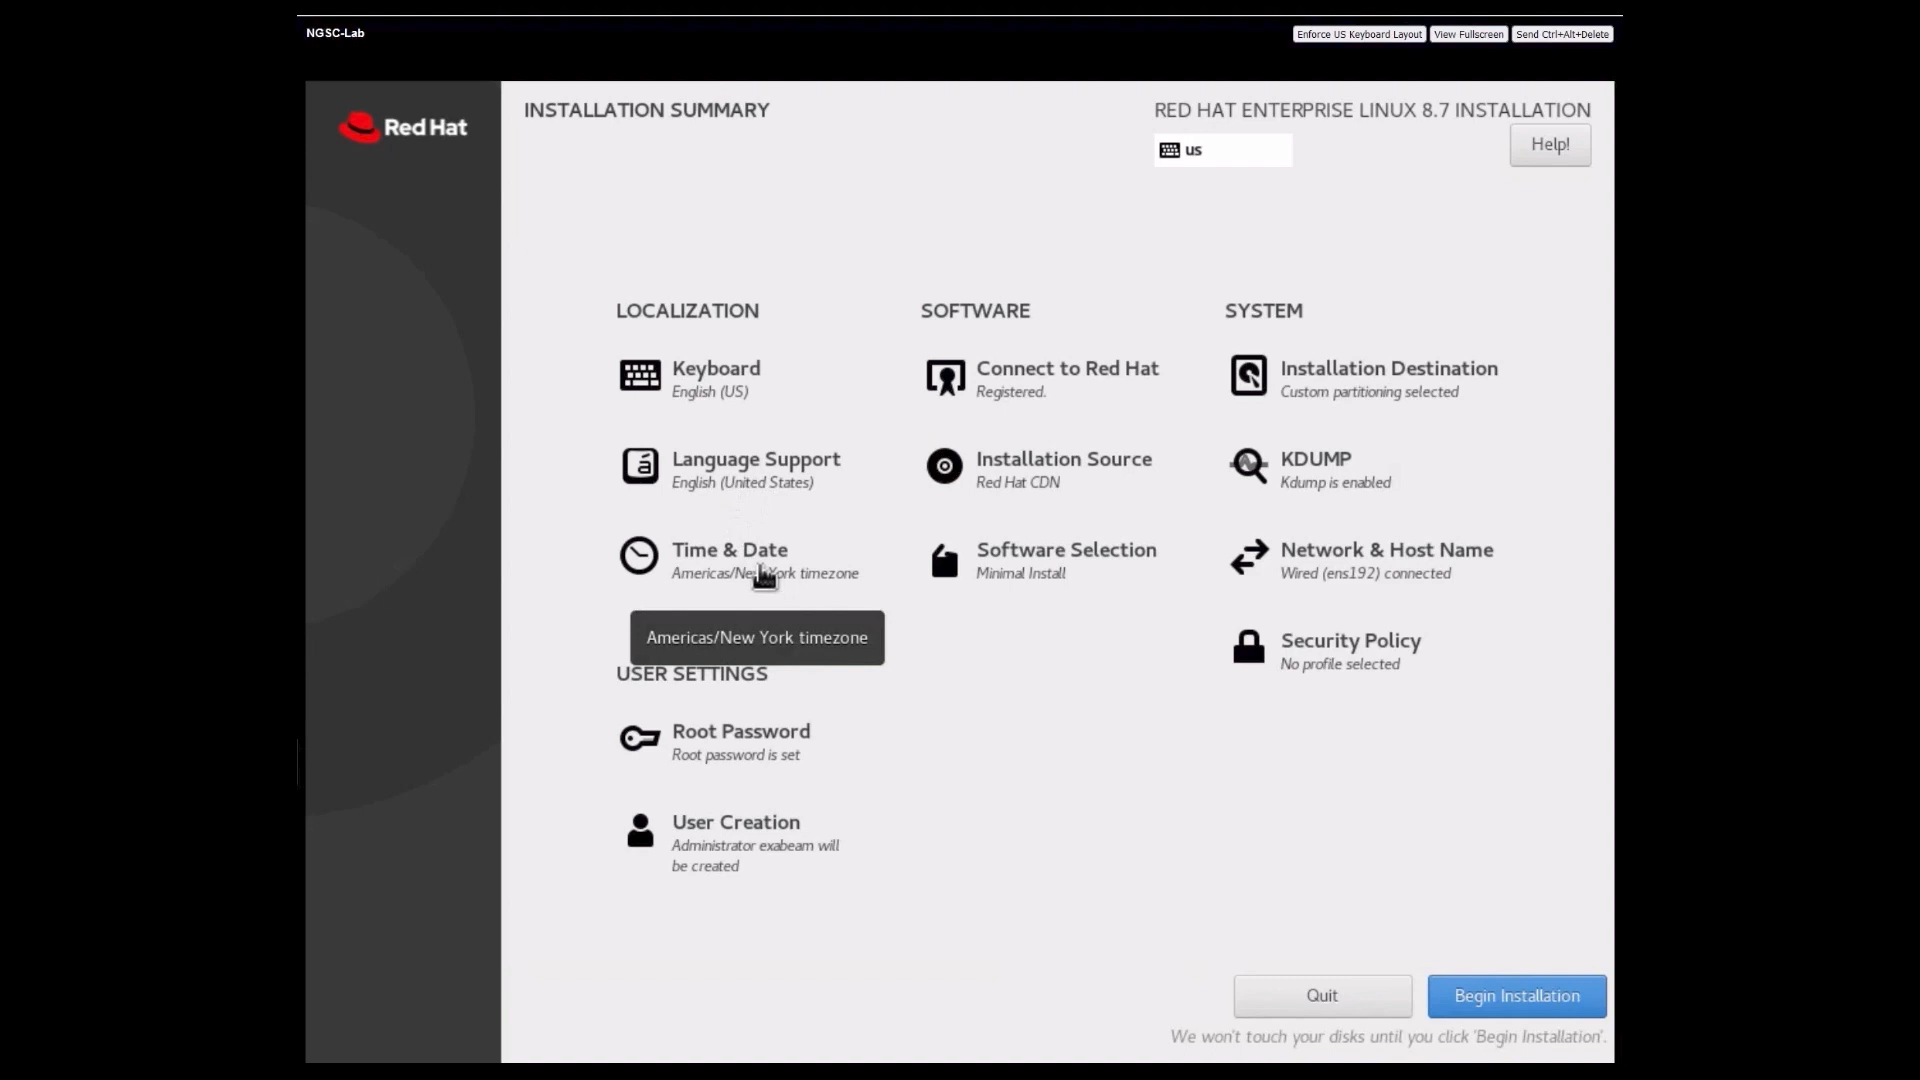 NGSC-Lab
Enforce US Keyboard Layout
View Fullscreen
Send Ctrl+Alt+Delete
Red Hat
INSTALLATION SUMMARY
RED HAT ENTERPRISE LINUX 8.7 INSTALLATION
us
Help!
LOCALIZATION
Keyboard
English (US)
Language Support
English (United States)
Time & Date
Americas/New York timezone
Americas/New York timezone
USER SETTINGS
Root Password
Root password is set
User Creation
Administrator exabeam will
be created
SOFTWARE
Connect to Red Hat
Registered.
Installation Source
Red Hat CDN
Software Selection
Minimal Install
SYSTEM
Installation Destination
Custom partitioning selected
KDUMP
Kdump is enabled
Network & Host Name
Wired (ens192) connected
Security Policy
No profile selected
Quit
Begin Installation
We won't touch your disks until you click 'Begin Installation'.